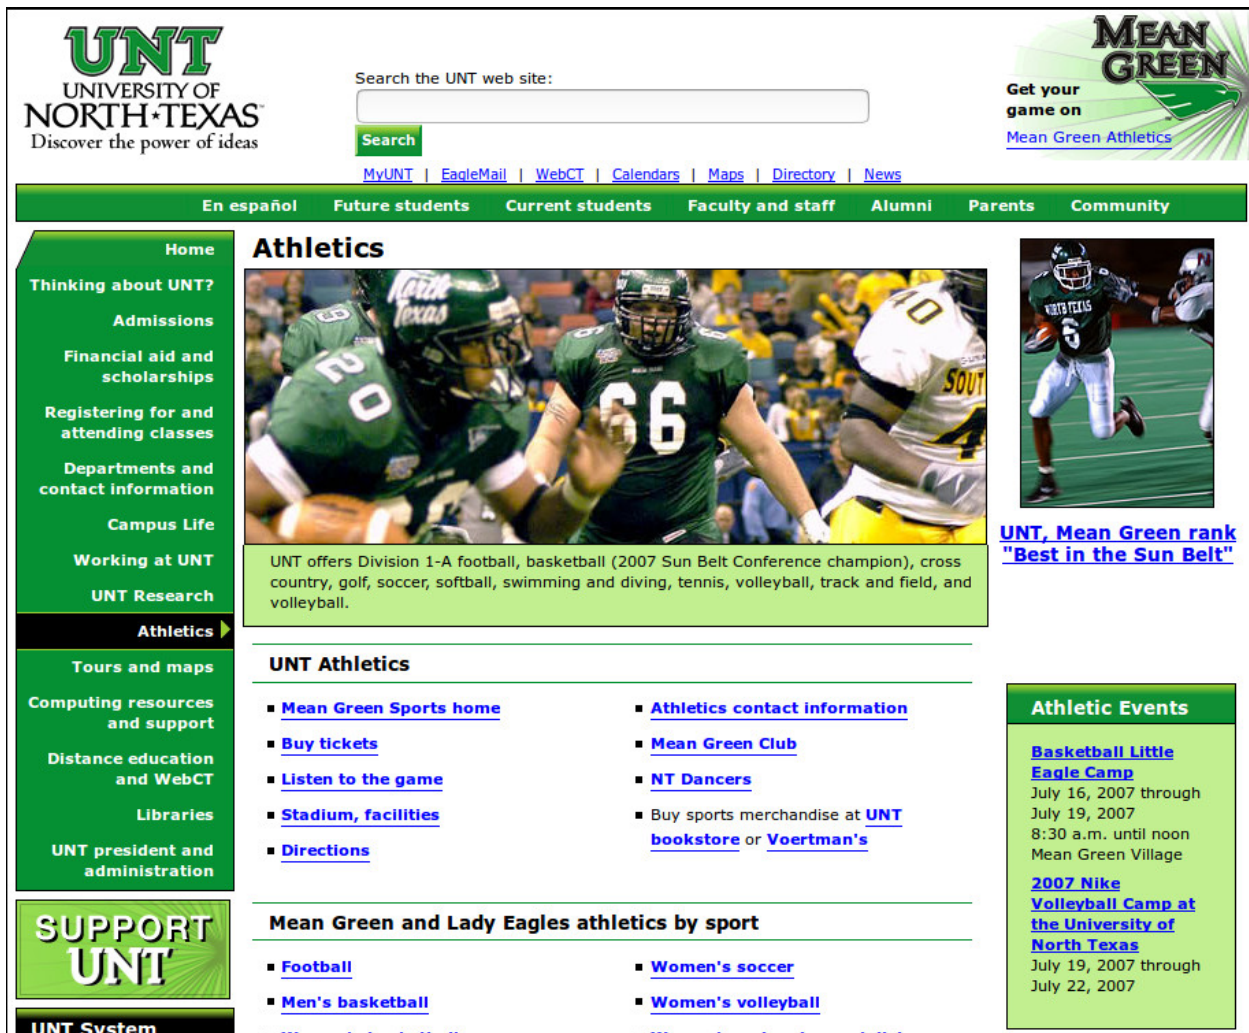 UNT
UNIVERSITY OF
NORTH★TEXAS
Discover the power of ideas
Search the UNT web site:
Search
MyUNT | EagleMail | WebCT | Calendars | Maps | Directory | News
MEAN
GREEN
Get your
game on
Mean Green Athletics
En español Future students Current students Faculty and staff Alumni Parents Community
Home
Thinking about UNT?
Admissions
Financial aid and
scholarships
Registering for and
attending classes
Departments and
contact information
Campus Life
Working at UNT
UNT Research
Athletics
Tours and maps
Computing resources
and support
Distance education
and WebCT
Libraries
UNT president and
administration
SUPPORT
UNT
UNT System
Athletics
North
Texas
20
66
40
SOUT
4
UNT offers Division 1-A football, basketball (2007 Sun Belt Conference champion), cross
country, golf, soccer, softball, swimming and diving, tennis, volleyball, track and field, and
volleyball.
UNT Athletics
Mean Green Sports home
Buy tickets
Listen to the game
Stadium, facilities
Directions
Athletics contact information
Mean Green Club
NT Dancers
Buy sports merchandise at UNT
bookstore or Voertman's
Mean Green and Lady Eagles athletics by sport
Football
Men's basketball
Women's soccer
Women's volleyball
NORTH TEXAS
6
N
UNT, Mean Green rank
"Best in the Sun Belt"
Athletic Events
Basketball Little
Eagle Camp
July 16, 2007 through
July 19, 2007
8:30 a.m. until noon
Mean Green Village
2007 Nike
Volleyball Camp at
the University of
North Texas
July 19, 2007 through
July 22, 2007